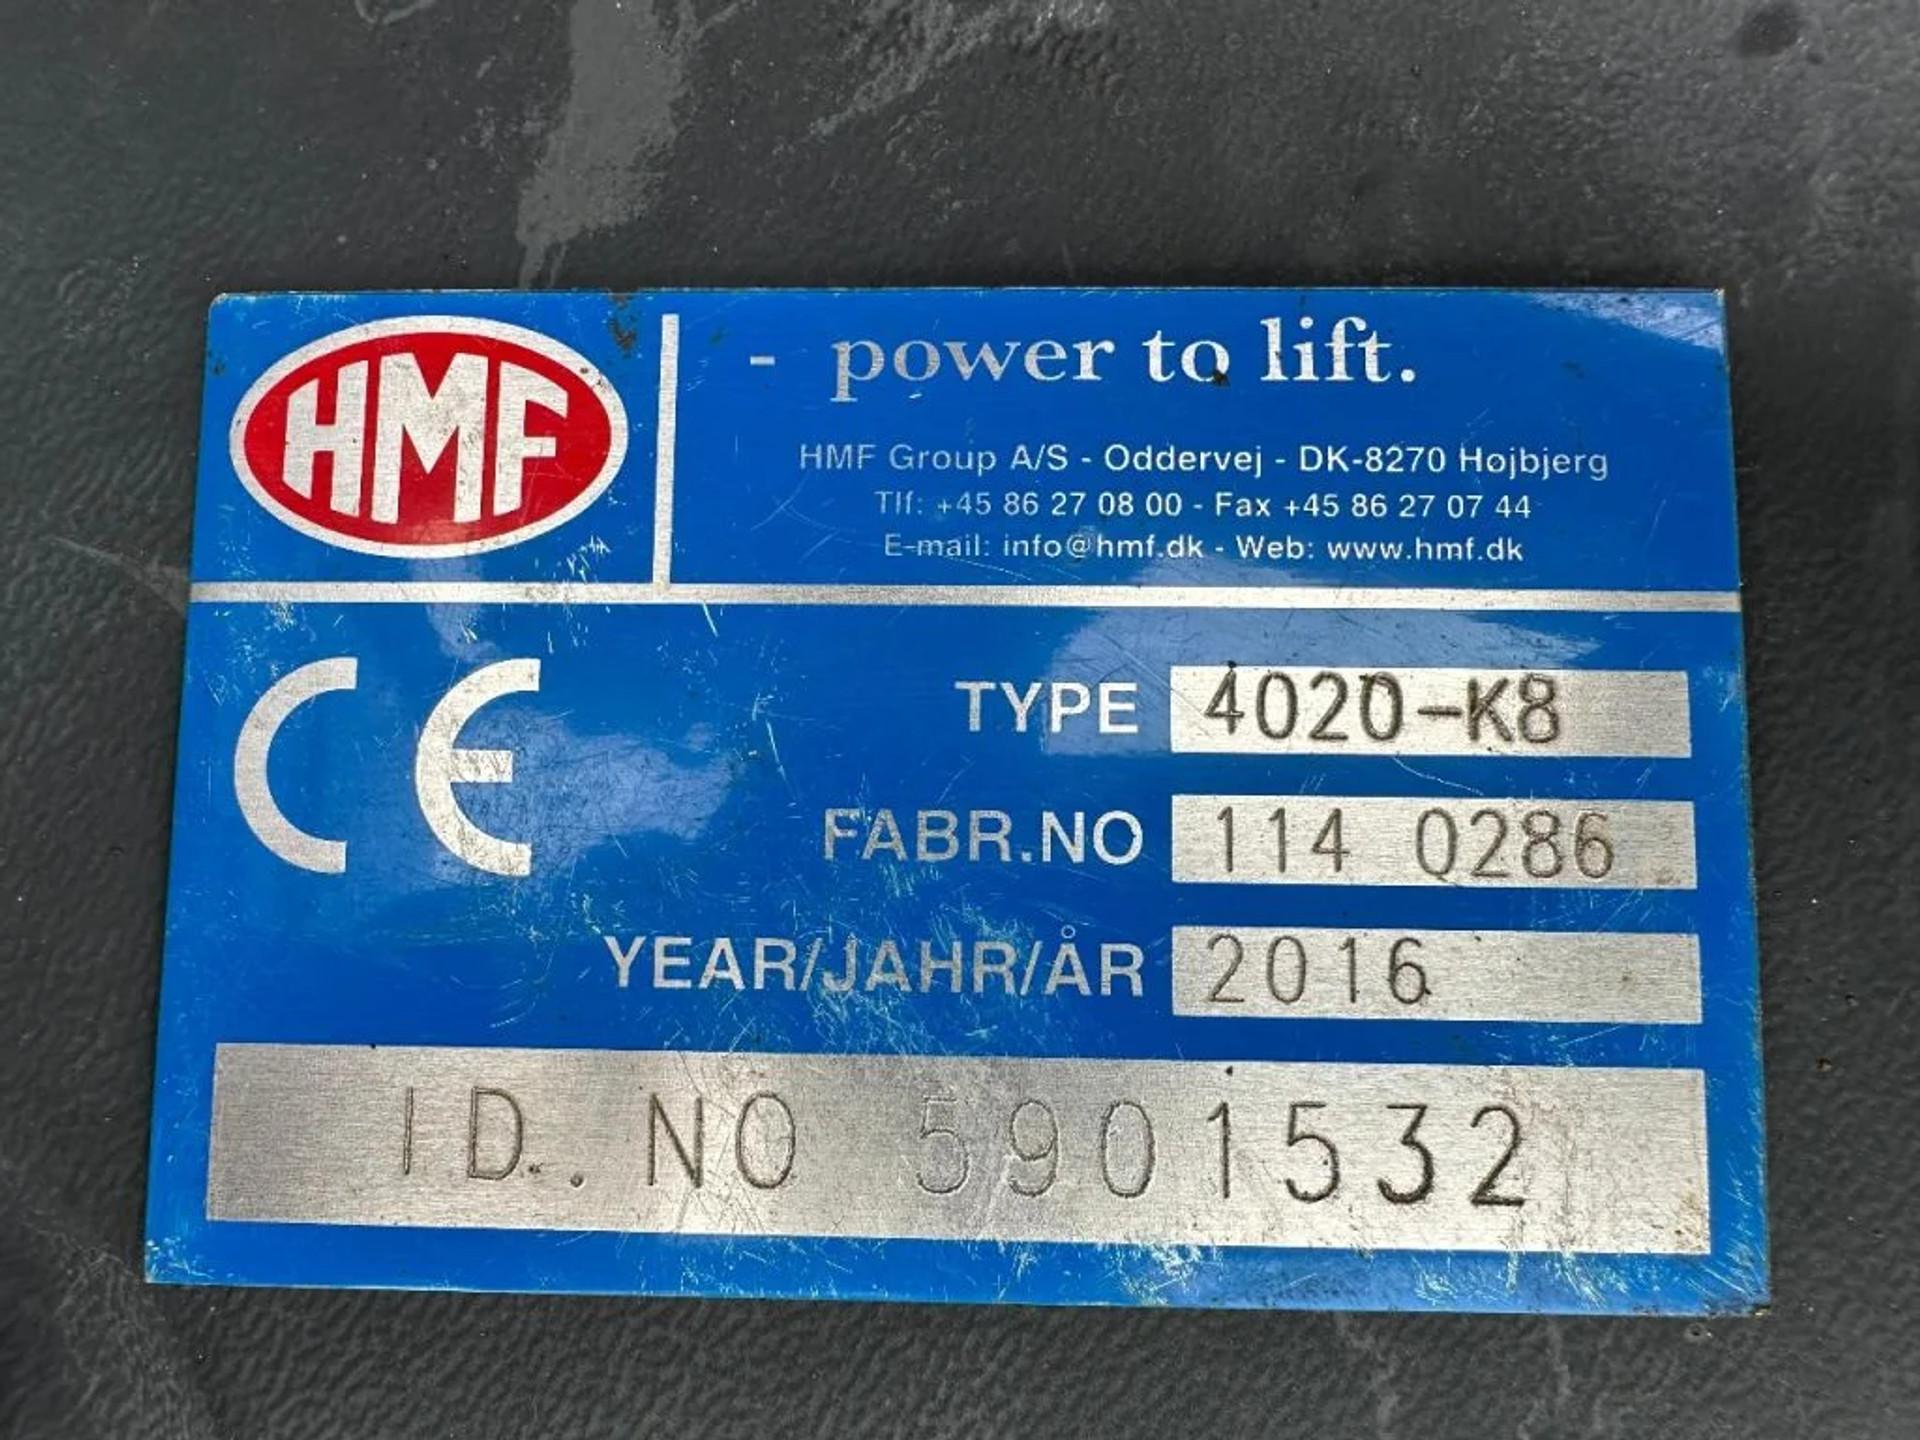 HMF
- power to lift.
HMF Group A/S - Oddervej - DK-8270 Højbjerg
Tlf: +45 86 27 08 00 - Fax +45 86 27 07 44
E-mail: info@hmf.dk - Web: www.hmf.dk
CE
TYPE 4020-K8
FABR.NO 114 0286
YEAR/JAHR/ÅR 2016
ID. NO 5901532